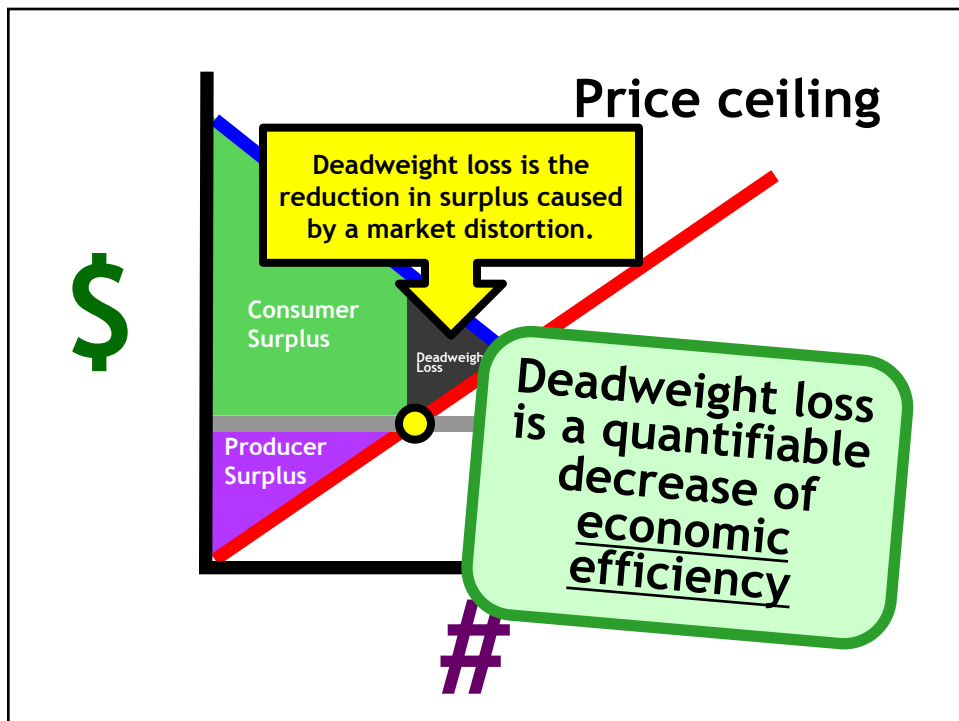 Price ceiling
Deadweight loss is the
reduction in surplus caused
by a market distortion.
$
Consumer
Surplus
Deadweigh
Loss
Producer
Surplus
Deadweight loss
is a quantifiable
decrease of
economic
efficiency
#